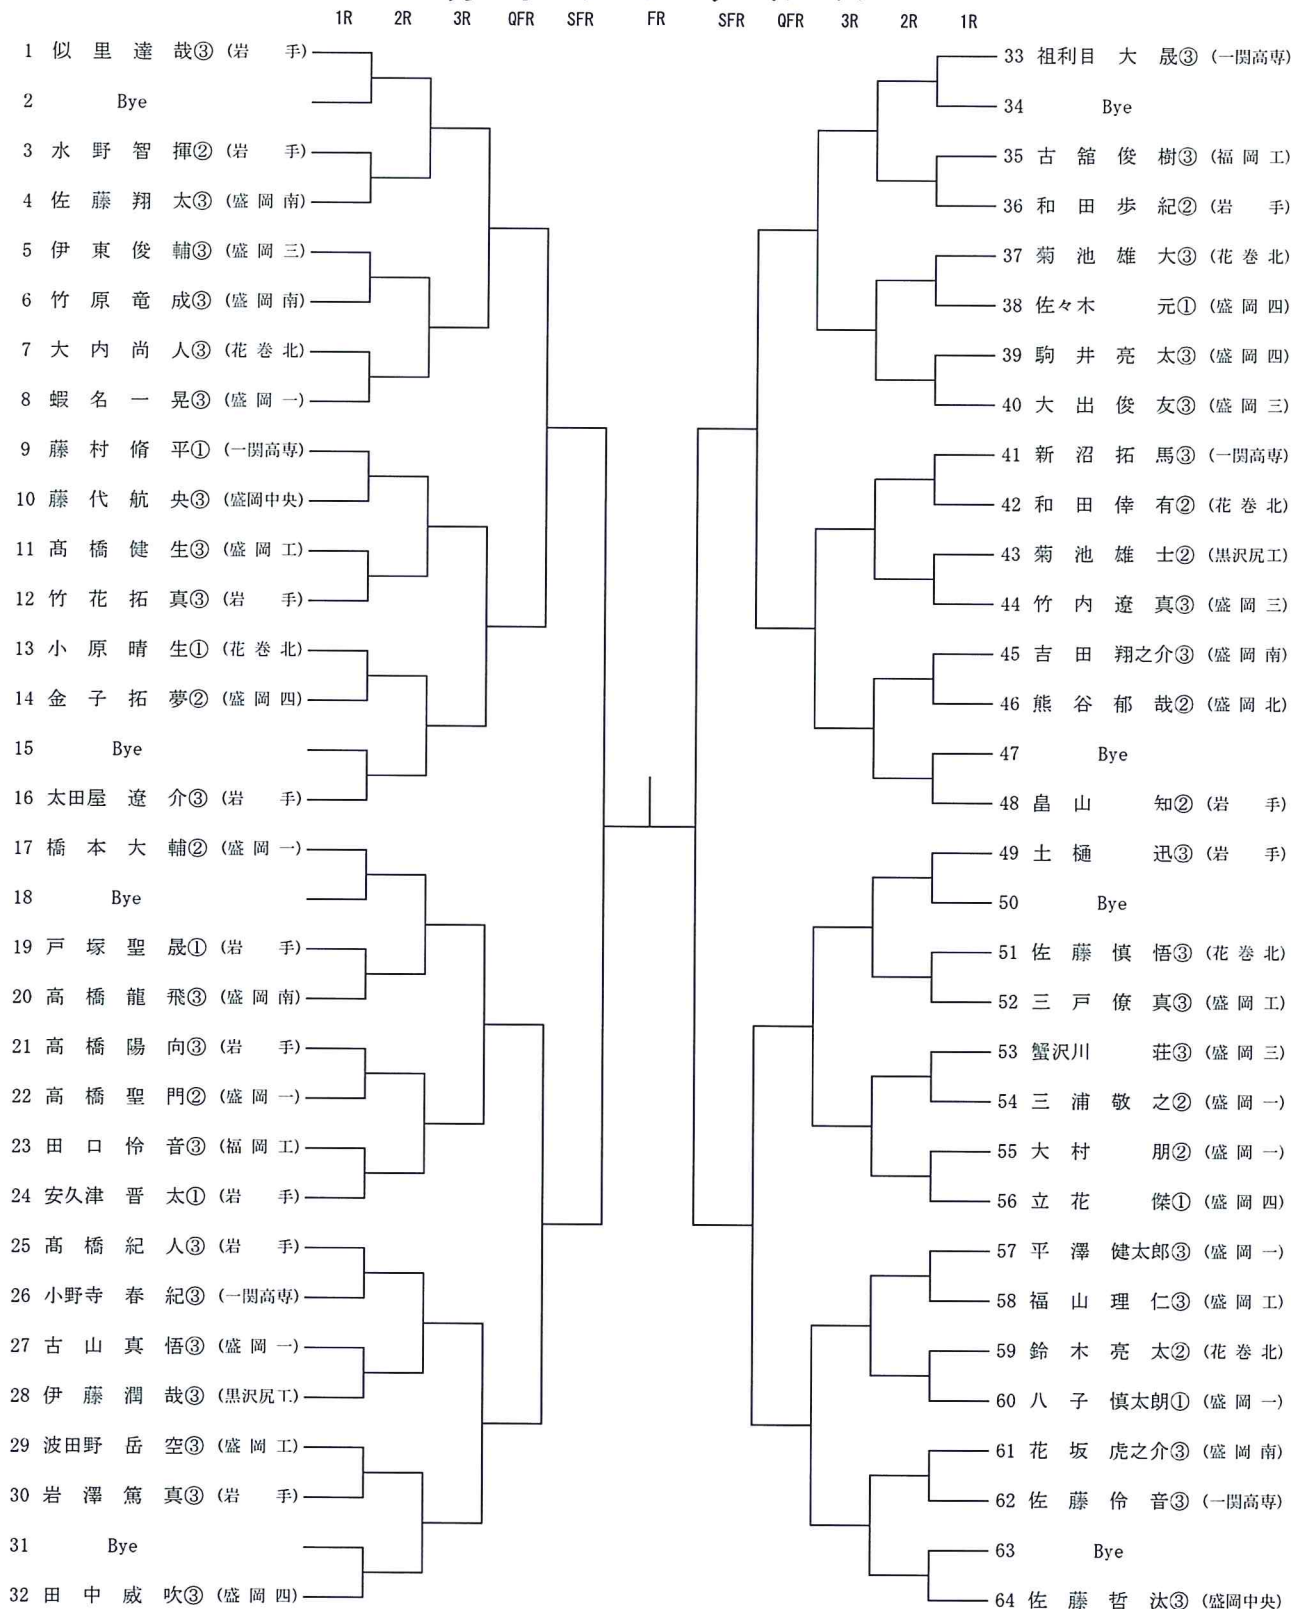 1R 2R 3R QFR SFR FR SFR QFR 3R 2R 1R
1 似里達哉③ (岩手)
2 Bye
3 水野智揮② (岩手)
4 佐藤翔太③ (盛岡南)
5 伊東俊輔③ (盛岡三)
6 竹原竜成③ (盛岡南)
7 大内尚人③ (花巻北)
8 蝦名一晃③ (盛岡一)
9 藤村脩平① (一関高専)
10 藤代航央③ (盛岡中央)
11 髙橋健生③ (盛岡工)
12 竹花拓真③ (岩手)
13 小原晴生① (花巻北)
14 金子拓夢② (盛岡四)
15 Bye
16 太田屋遼介③ (岩手)
17 橋本大輔② (盛岡一)
18 Bye
19 戸塚聖晟① (岩手)
20 高橋龍飛③ (盛岡南)
21 高橋陽向③ (岩手)
22 高橋聖門② (盛岡一)
23 田口怜音③ (福岡工)
24 安久津晋太① (岩手)
25 髙橋紀人③ (岩手)
26 小野寺春紀③ (一関高専)
27 古山真悟③ (盛岡一)
28 伊藤潤哉③ (黒沢尻工)
29 波田野岳空③ (盛岡工)
30 岩澤篤真③ (岩手)
31 Bye
32 田中威吹③ (盛岡四)
33 祖利目大晟③ (一関高専)
34 Bye
35 古舘俊樹③ (福岡工)
36 和田歩紀② (岩手)
37 菊池雄大③ (花巻北)
38 佐々木元① (盛岡四)
39 駒井亮太③ (盛岡四)
40 大出俊友③ (盛岡三)
41 新沼拓馬③ (一関高専)
42 和田倖有② (花巻北)
43 菊池雄士② (黒沢尻工)
44 竹内遼真③ (盛岡三)
45 吉田翔之介③ (盛岡南)
46 熊谷郁哉② (盛岡北)
47 Bye
48 畠山知② (岩手)
49 土樋迅③ (岩手)
50 Bye
51 佐藤慎悟③ (花巻北)
52 三戸僚真③ (盛岡工)
53 蟹沢川荘③ (盛岡三)
54 三浦敬之② (盛岡一)
55 大村朋② (盛岡一)
56 立花傑① (盛岡四)
57 平澤健太郎③ (盛岡一)
58 福山理仁③ (盛岡工)
59 鈴木亮太② (花巻北)
60 八子慎太朗① (盛岡一)
61 花坂虎之介③ (盛岡南)
62 佐藤伶音③ (一関高専)
63 Bye
64 佐藤哲汰③ (盛岡中央)